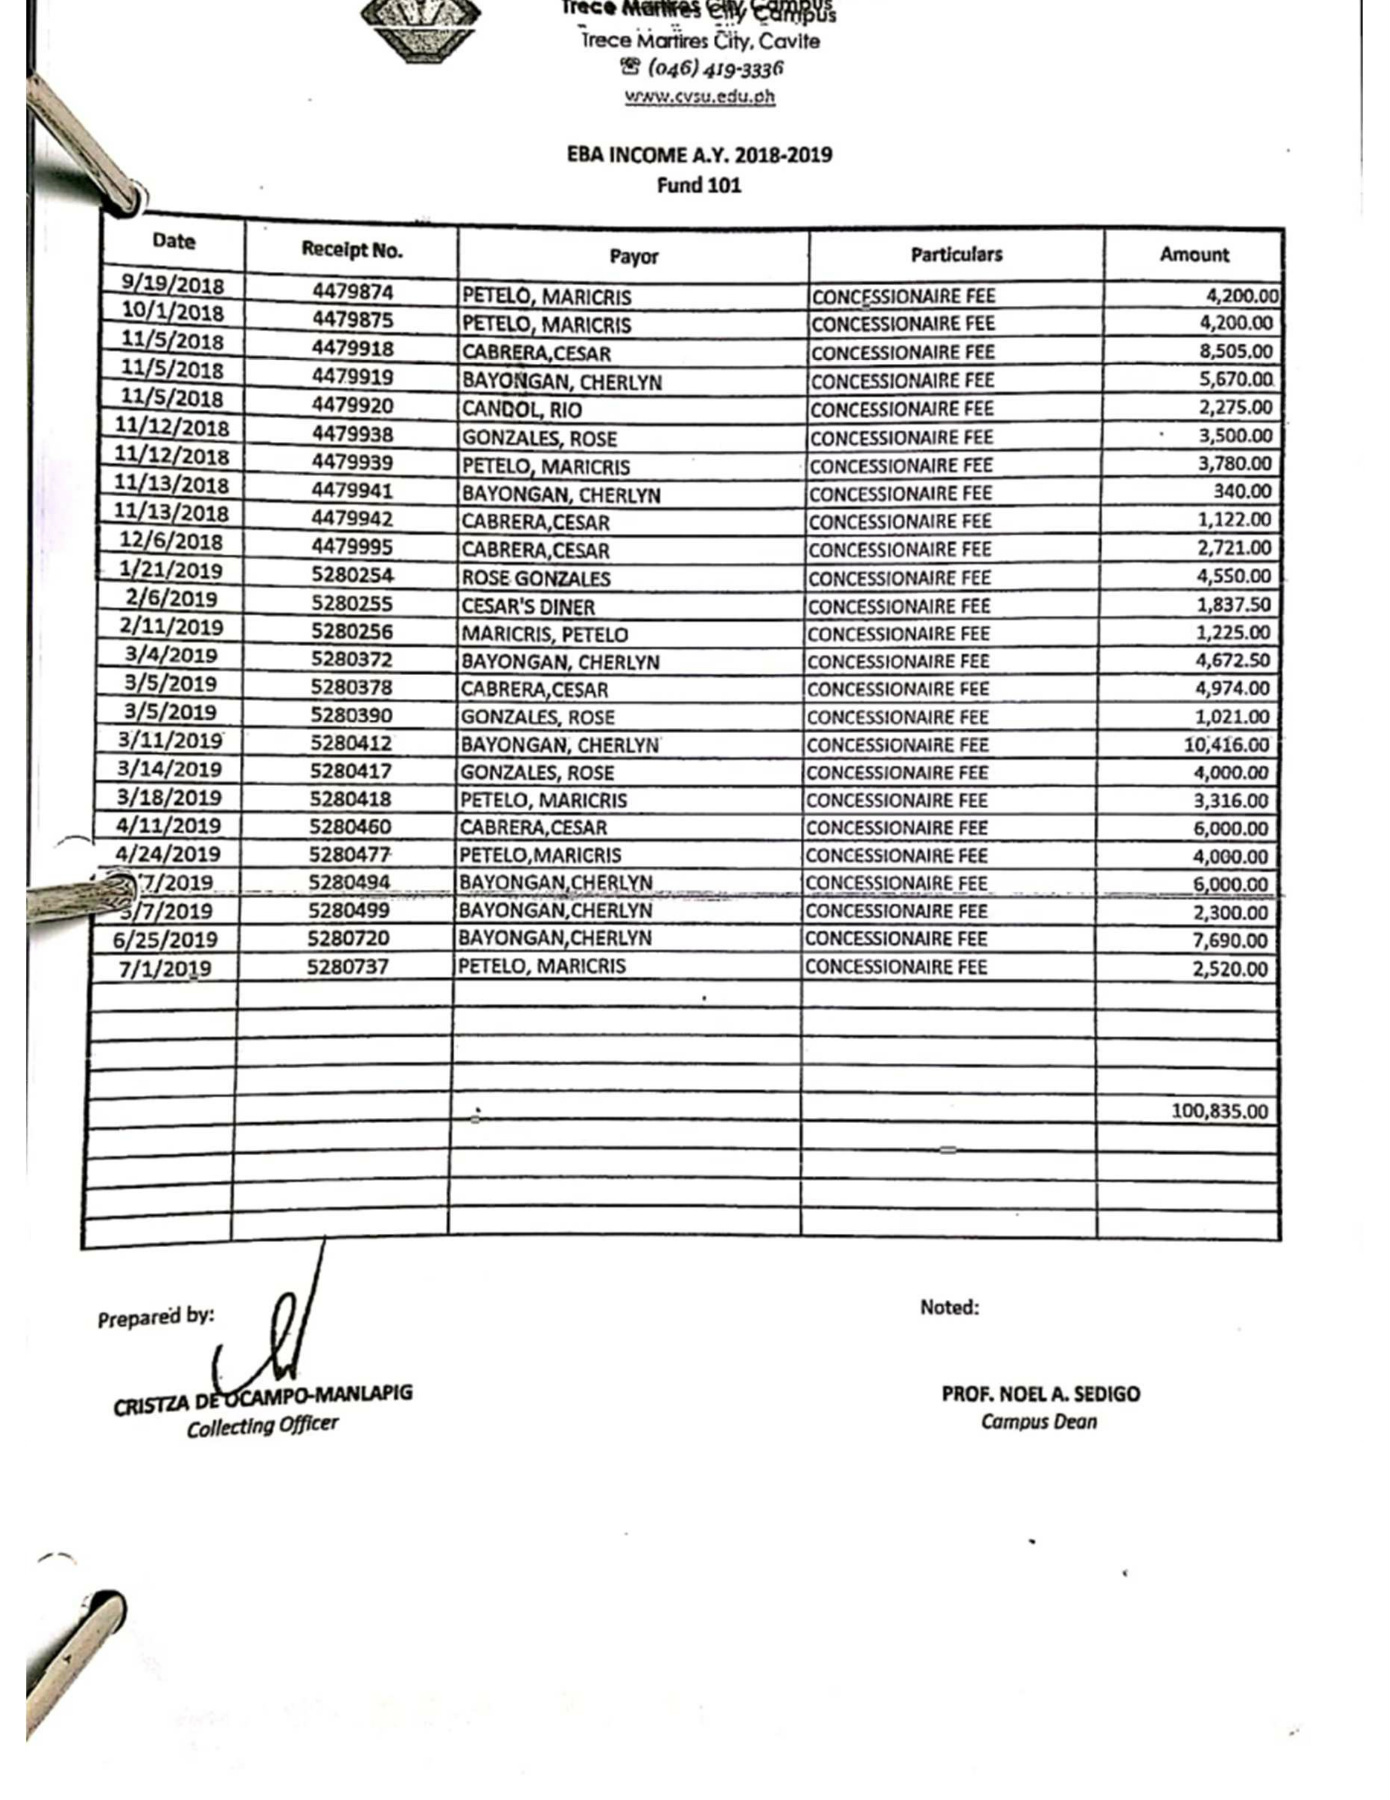 Trece Martires City Campus
Trece Martires City, Cavite
☎ (046) 419-3336
www.cvsu.edu.ph
EBA INCOME A.Y. 2018-2019
Fund 101
Date Receipt No. Payor Particulars Amount
9/19/2018 4479874 PETELO, MARICRIS CONCESSIONAIRE FEE 4,200.00
10/1/2018 4479875 PETELO, MARICRIS CONCESSIONAIRE FEE 4,200.00
11/5/2018 4479918 CABRERA,CESAR CONCESSIONAIRE FEE 8,505.00
11/5/2018 4479919 BAYONGAN, CHERLYN CONCESSIONAIRE FEE 5,670.00
11/5/2018 4479920 CANDOL, RIO CONCESSIONAIRE FEE 2,275.00
11/12/2018 4479938 GONZALES, ROSE CONCESSIONAIRE FEE 3,500.00
11/12/2018 4479939 PETELO, MARICRIS CONCESSIONAIRE FEE 3,780.00
11/13/2018 4479941 BAYONGAN, CHERLYN CONCESSIONAIRE FEE 340.00
11/13/2018 4479942 CABRERA,CESAR CONCESSIONAIRE FEE 1,122.00
12/6/2018 4479995 CABRERA,CESAR CONCESSIONAIRE FEE 2,721.00
1/21/2019 5280254 ROSE GONZALES CONCESSIONAIRE FEE 4,550.00
2/6/2019 5280255 CESAR'S DINER CONCESSIONAIRE FEE 1,837.50
2/11/2019 5280256 MARICRIS, PETELO CONCESSIONAIRE FEE 1,225.00
3/4/2019 5280372 BAYONGAN, CHERLYN CONCESSIONAIRE FEE 4,672.50
3/5/2019 5280378 CABRERA,CESAR CONCESSIONAIRE FEE 4,974.00
3/5/2019 5280390 GONZALES, ROSE CONCESSIONAIRE FEE 1,021.00
3/11/2019 5280412 BAYONGAN, CHERLYN CONCESSIONAIRE FEE 10,416.00
3/14/2019 5280417 GONZALES, ROSE CONCESSIONAIRE FEE 4,000.00
3/18/2019 5280418 PETELO, MARICRIS CONCESSIONAIRE FEE 3,316.00
4/11/2019 5280460 CABRERA,CESAR CONCESSIONAIRE FEE 6,000.00
4/24/2019 5280477 PETELO,MARICRIS CONCESSIONAIRE FEE 4,000.00
7/2019 5280494 BAYONGAN,CHERLYN CONCESSIONAIRE FEE 6,000.00
5/7/2019 5280499 BAYONGAN,CHERLYN CONCESSIONAIRE FEE 2,300.00
6/25/2019 5280720 BAYONGAN,CHERLYN CONCESSIONAIRE FEE 7,690.00
7/1/2019 5280737 PETELO, MARICRIS CONCESSIONAIRE FEE 2,520.00
100,835.00
Prepared by: Noted:
CRISTZA DE OCAMPO-MANLAPIG PROF. NOEL A. SEDIGO
Collecting Officer Campus Dean